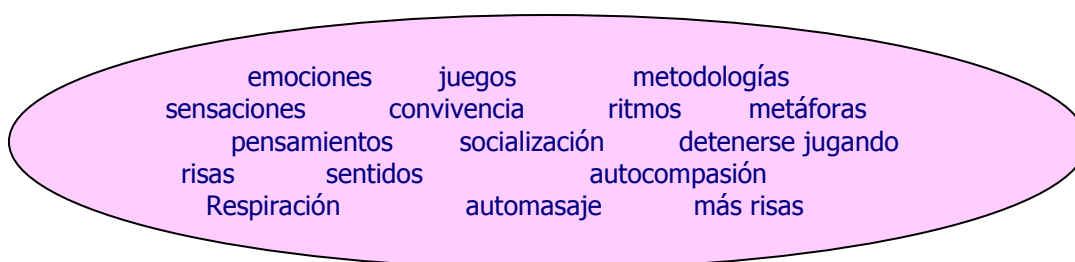 emociones juegos metodologías
sensaciones convivencia ritmos metáforas
pensamientos socialización detenerse jugando
risas sentidos autocompasión
Respiración automasaje más risas